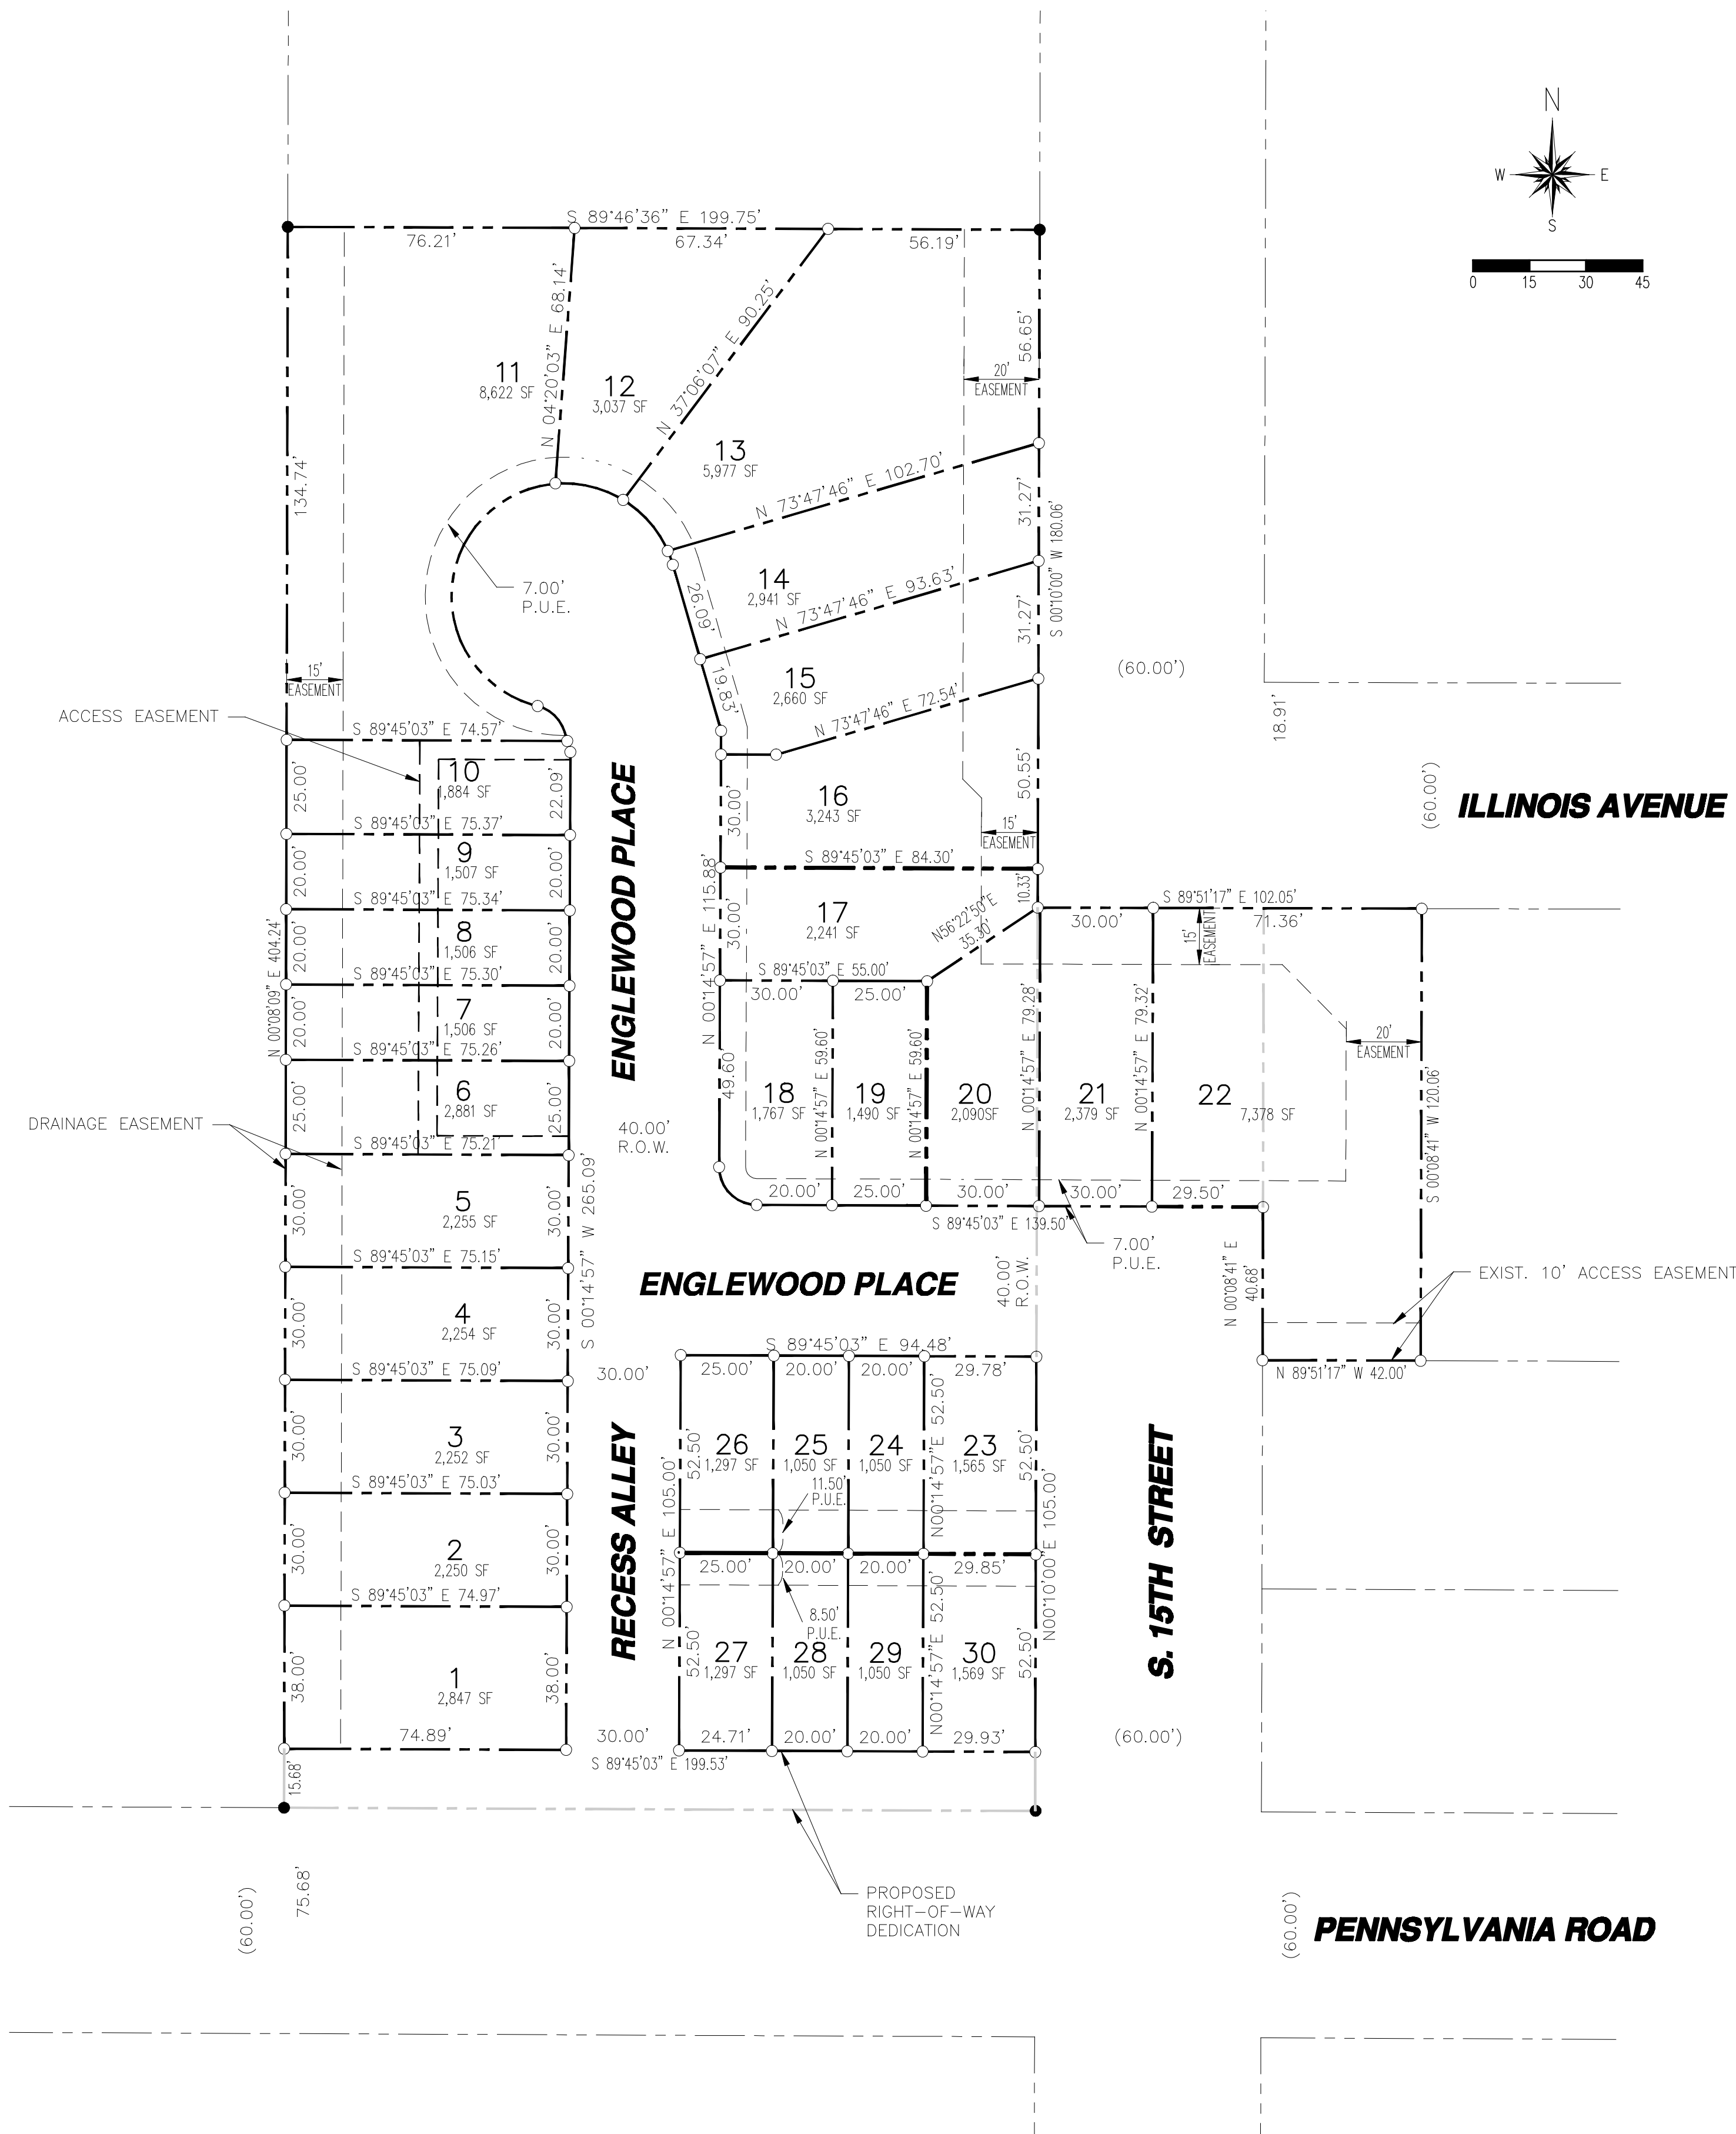 N
W E
S
0 15 30 45
S 89°46'36" E 199.75'
76.21'
67.34'
56.19'
134.74'
N 04°20'03" E 68.14'
N 37°06'07" E 90.25'
56.65'
20'
EASEMENT
11
8,622 SF
12
3,037 SF
13
5,977 SF
N 73°47'46" E 102.70'
31.27'
S 00°10'00" W 180.06'
7.00'
P.U.E.
26.09'
14
2,941 SF
N 73°47'46" E 93.63'
31.27'
(60.00')
15'
EASEMENT
19.83'
15
2,660 SF
N 73°47'46" E 72.54'
18.91'
ACCESS EASEMENT
S 89°45'03" E 74.57'
50.55'
25.00'
10
1,884 SF
22.09'
30.00'
16
3,243 SF
15'
EASEMENT
(60.00')
ILLINOIS AVENUE
S 89°45'03" E 75.37'
20.00'
9
1,507 SF
20.00'
ENGLEWOOD PLACE
N 00°14'57" E 115.88'
S 89°45'03" E 84.30'
10.33'
S 89°45'03" E 75.34'
N 00°08'09" E 404.24'
20.00'
8
1,506 SF
20.00'
30.00'
17
2,241 SF
N56°22'50"E
35.30'
S 89°51'17" E 102.05'
30.00'
71.36'
15'
EASEMENT
S 89°45'03" E 75.30'
S 89°45'03" E 55.00'
30.00'
25.00'
20.00'
7
1,506 SF
20.00'
S 89°45'03" E 75.26'
20'
EASEMENT
25.00'
6
2,881 SF
25.00'
49.60'
18
1,767 SF
N 00°14'57" E 59.60'
19
1,490 SF
N 00°14'57" E 59.60'
20
2,090SF
N 00°14'57" E 79.28'
21
2,379 SF
N 00°14'57" E 79.32'
22
7,378 SF
S 00°08'41" W 120.06'
DRAINAGE EASEMENT
40.00'
R.O.W.
S 89°45'03" E 75.21'
30.00'
5
2,255 SF
30.00'
S 00°14'57" W 265.09'
20.00'
25.00'
30.00'
30.00'
29.50'
S 89°45'03" E 139.50'
7.00'
P.U.E.
N 00°08'41" E
40.68'
EXIST. 10' ACCESS EASEMENT
S 89°45'03" E 75.15'
ENGLEWOOD PLACE
40.00'
R.O.W.
30.00'
4
2,254 SF
30.00'
S 89°45'03" E 75.09'
30.00'
S 89°45'03" E 94.48'
25.00'
20.00'
20.00'
29.78'
N 89°51'17" W 42.00'
30.00'
3
2,252 SF
30.00'
RECESS ALLEY
N 00°14'57" E 105.00'
52.50'
26
1,297 SF
25
1,050 SF
24
1,050 SF
N00°14'57"E 52.50'
23
1,565 SF
52.50'
N00°10'00"E 105.00'
S. 15TH STREET
11.50'
P.U.E.
S 89°45'03" E 75.03'
30.00'
2
2,250 SF
30.00'
25.00'
20.00'
20.00'
29.85'
S 89°45'03" E 74.97'
8.50'
P.U.E.
38.00'
1
2,847 SF
38.00'
52.50'
27
1,297 SF
28
1,050 SF
29
1,050 SF
N00°14'57"E 52.50'
30
1,569 SF
52.50'
74.89'
30.00'
24.71'
20.00'
20.00'
29.93'
(60.00')
S 89°45'03" E 199.53'
15.68'
PROPOSED
RIGHT-OF-WAY
DEDICATION
(60.00')
75.68'
(60.00')
PENNSYLVANIA ROAD